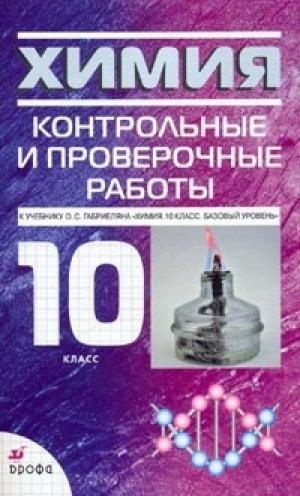 ХИМИЯ
КОНТРОЛЬНЫЕ
И ПРОВЕРОЧНЫЕ
РАБОТЫ
К УЧЕБНИКУ О. С. ГАБРИЕЛЯНА «ХИМИЯ. 10 КЛАСС. БАЗОВЫЙ УРОВЕНЬ»
10
КЛАСС
дрофа